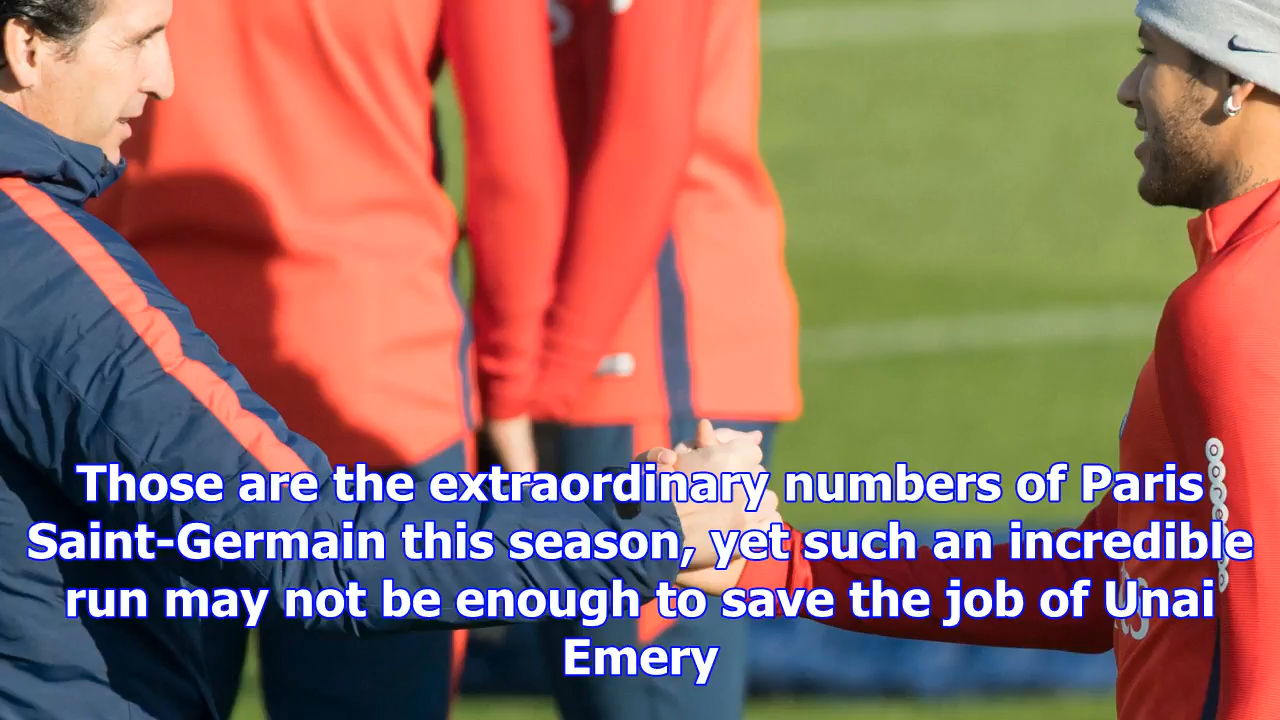 Those are the extraordinary numbers of Paris
Saint-Germain this season, yet such an incredible
run may not be enough to save the job of Unai
Emery
ooredoo